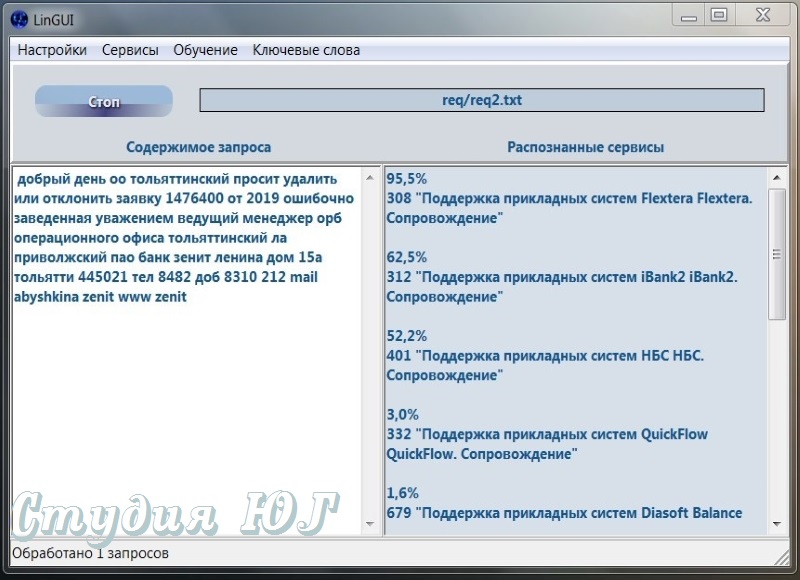 LinGUI
Настройки Сервисы Обучение Ключевые слова
Стоп
req/req2.txt
Содержимое запроса
добрый день оо тольяттинский просит удалить
или отклонить заявку 1476400 от 2019 ошибочно
заведенная уважением ведущий менеджер орб
операционного офиса тольяттинский ла
приволжский пао банк зенит ленина дом 15а
тольятти 445021 тел 8482 доб 8310 212 mail
abyshkina zenit www zenit
Распознанные сервисы
95,5%
308 "Поддержка прикладных систем Flextera Flextera.
Сопровождение"
62,5%
312 "Поддержка прикладных систем iBank2 iBank2.
Сопровождение"
52,2%
401 "Поддержка прикладных систем НБС НБС.
Сопровождение"
3,0%
332 "Поддержка прикладных систем QuickFlow
QuickFlow. Сопровождение"
1,6%
679 "Поддержка прикладных систем Diasoft Balance
Студия ЮГ
Обработано 1 запросов